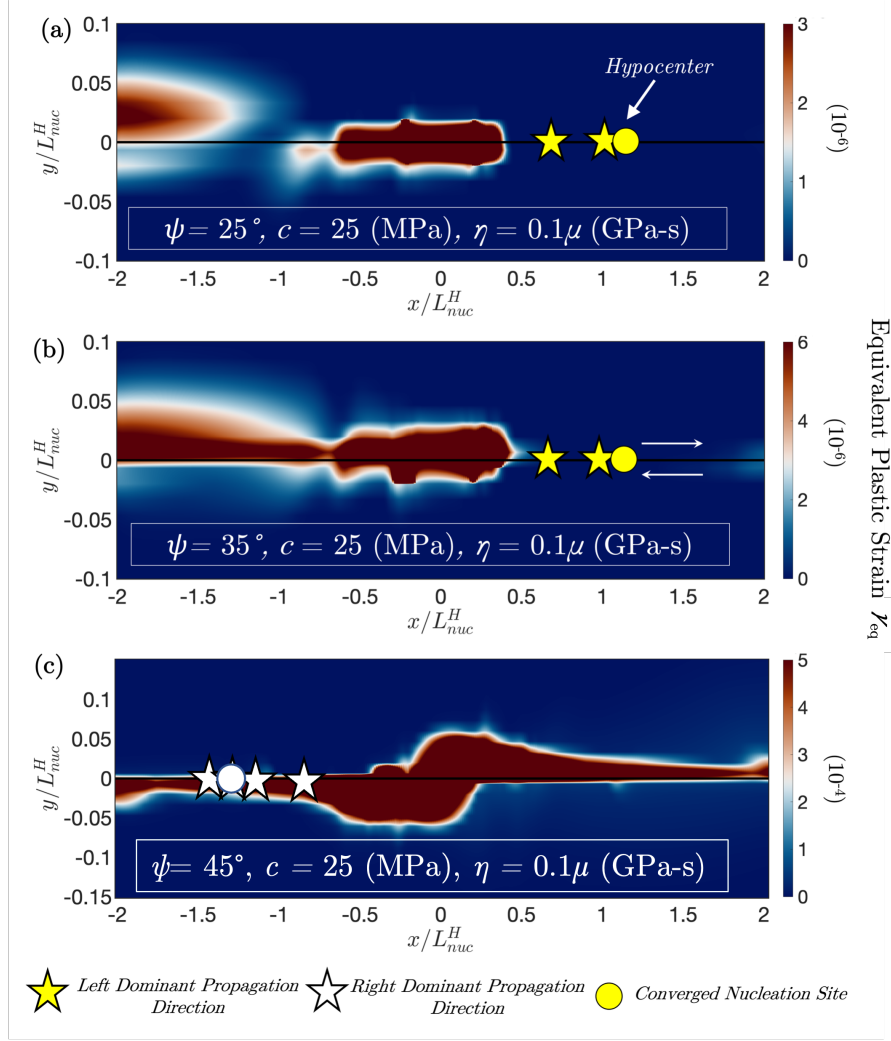 (a)
0.1
0.05
0
-0.05
-0.1
y/L^H_nuc
Hypocenter
ψ = 25°, c = 25 (MPa), η = 0.1μ (GPa-s)
-2 -1.5 -1 -0.5 0 0.5 1 1.5 2
x/L^H_nuc
3
2
1
0
(10^-6)
(b)
0.1
0.05
0
-0.05
-0.1
y/L^H_nuc
ψ = 35°, c = 25 (MPa), η = 0.1μ (GPa-s)
-2 -1.5 -1 -0.5 0 0.5 1 1.5 2
x/L^H_nuc
6
4
2
0
(10^-6)
Equivalent Plastic Strain γ_eq
(c)
0.1
0.05
0
-0.05
-0.1
-0.15
y/L^H_nuc
ψ = 45°, c = 25 (MPa), η = 0.1μ (GPa-s)
-2 -1.5 -1 -0.5 0 0.5 1 1.5 2
x/L^H_nuc
5
4
3
2
1
0
(10^-4)
Left Dominant Propagation
Direction
Right Dominant Propagation
Direction
Converged Nucleation Site